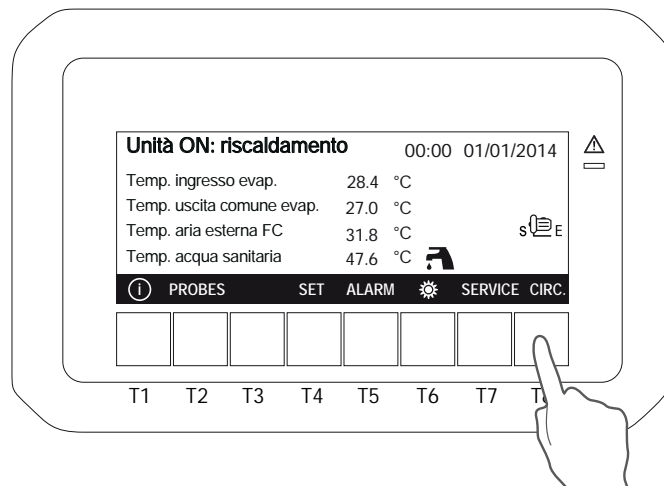 Unità ON: riscaldamento 00:00 01/01/2014
Temp. ingresso evap. 28.4 °C
Temp. uscita comune evap. 27.0 °C
Temp. aria esterna FC 31.8 °C
S E
Temp. acqua sanitaria 47.6 °C
i PROBES SET ALARM SERVICE CIRC.
T1 T2 T3 T4 T5 T6 T7 T8